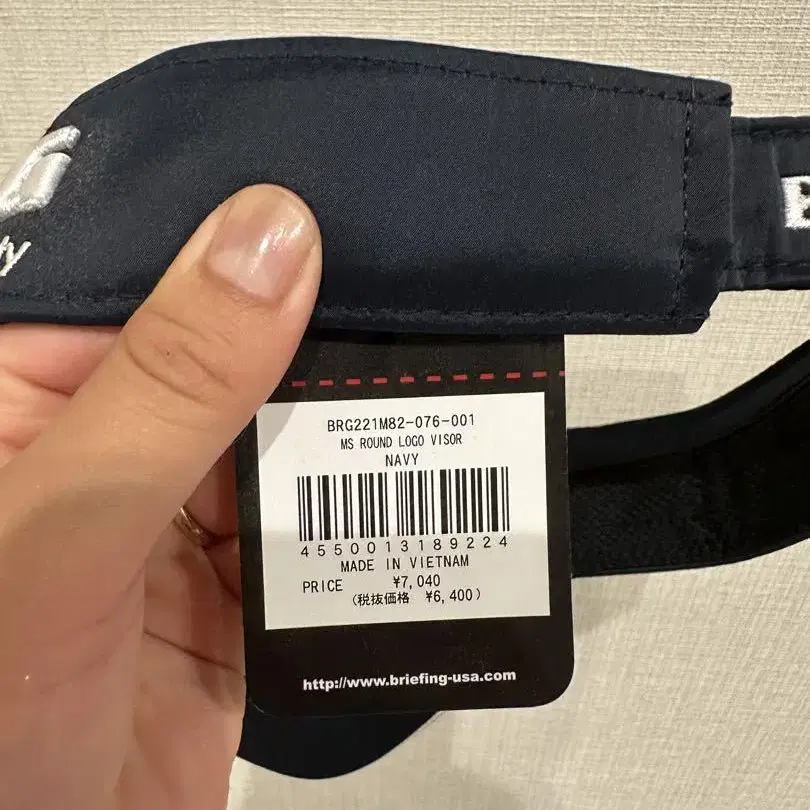 BRG221M82-076-001
MS ROUND LOGO VISOR
NAVY
4550013189224
MADE IN VIETNAM
PRICE ¥7,040
(税抜価格 ¥6,400)
http://www.briefing-usa.com